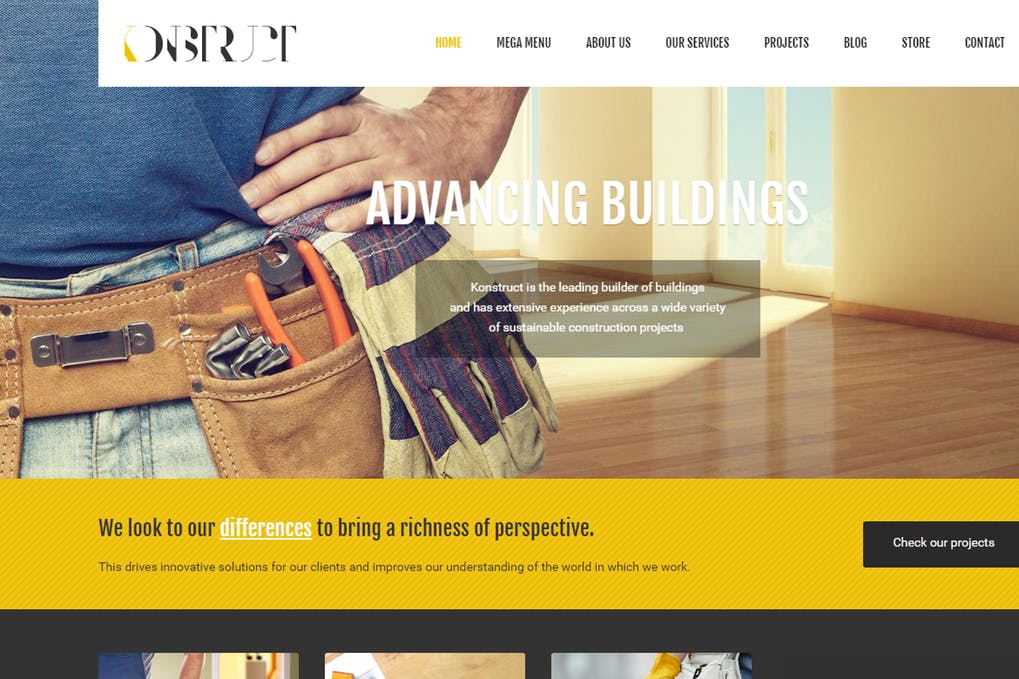 KONSTRUCT
HOME MEGA MENU ABOUT US OUR SERVICES PROJECTS BLOG STORE CONTACT
ADVANCING BUILDINGS
Konstruct is the leading builder of buildings
and has extensive experience across a wide variety
of sustainable construction projects
We look to our differences to bring a richness of perspective.
Check our projects
This drives innovative solutions for our clients and improves our understanding of the world in which we work.